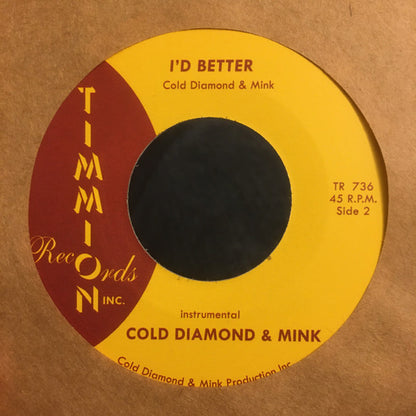 I'D BETTER
Cold Diamond & Mink
TIMMION
Records
INC.
TR 736
45 R.P.M.
Side 2
instrumental
COLD DIAMOND & MINK
Cold Diamond & Mink Production Inc